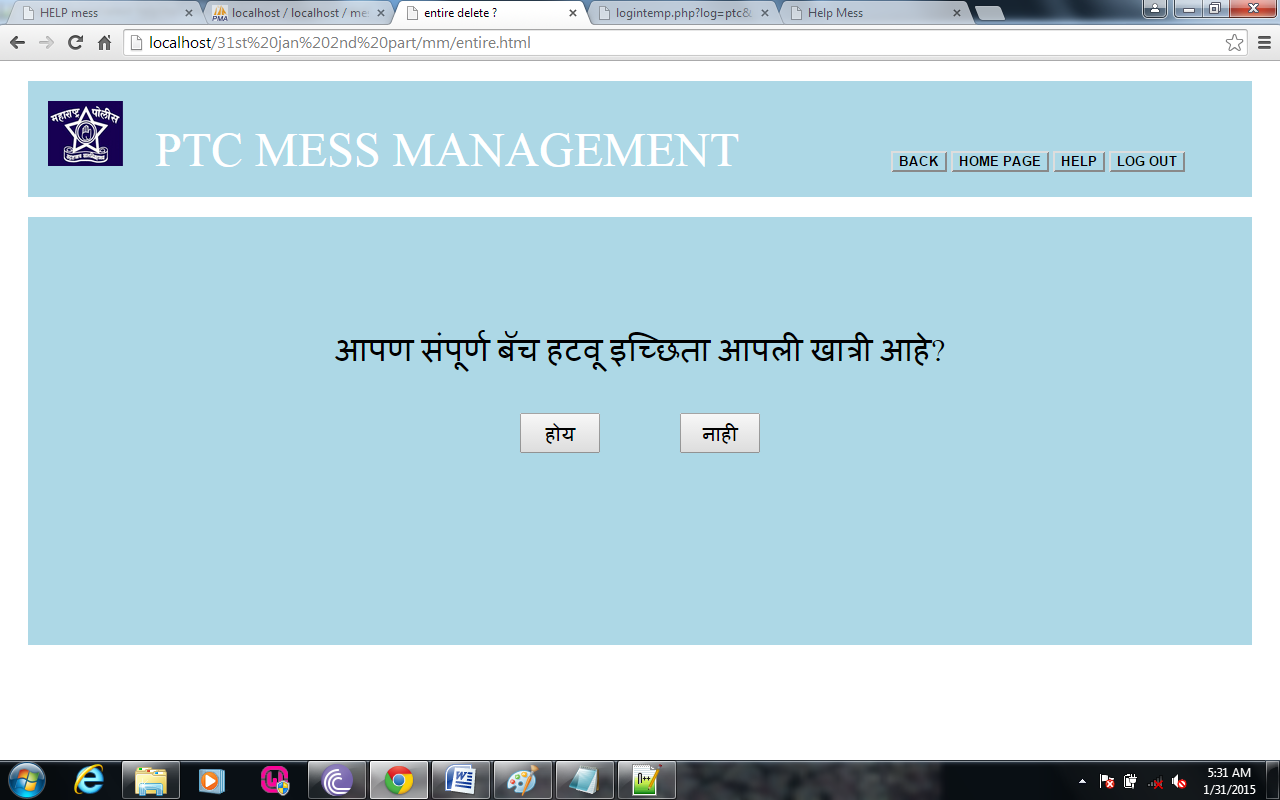 HELP mess
localhost / localhost / me
entire delete ?
logintemp.php?log=ptc&
Help Mess
localhost/31st%20jan%202nd%20part/mm/entire.html
महाराष्ट्र पोलीस
PTC MESS MANAGEMENT
BACK HOME PAGE HELP LOG OUT
आपण संपूर्ण बॅच हटवू इच्छिता आपली खात्री आहे?
होय नाही
5:31 AM
1/31/2015